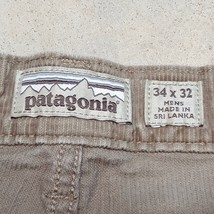 patagonia
34 x 32
MENS
MADE IN
SRI LANKA